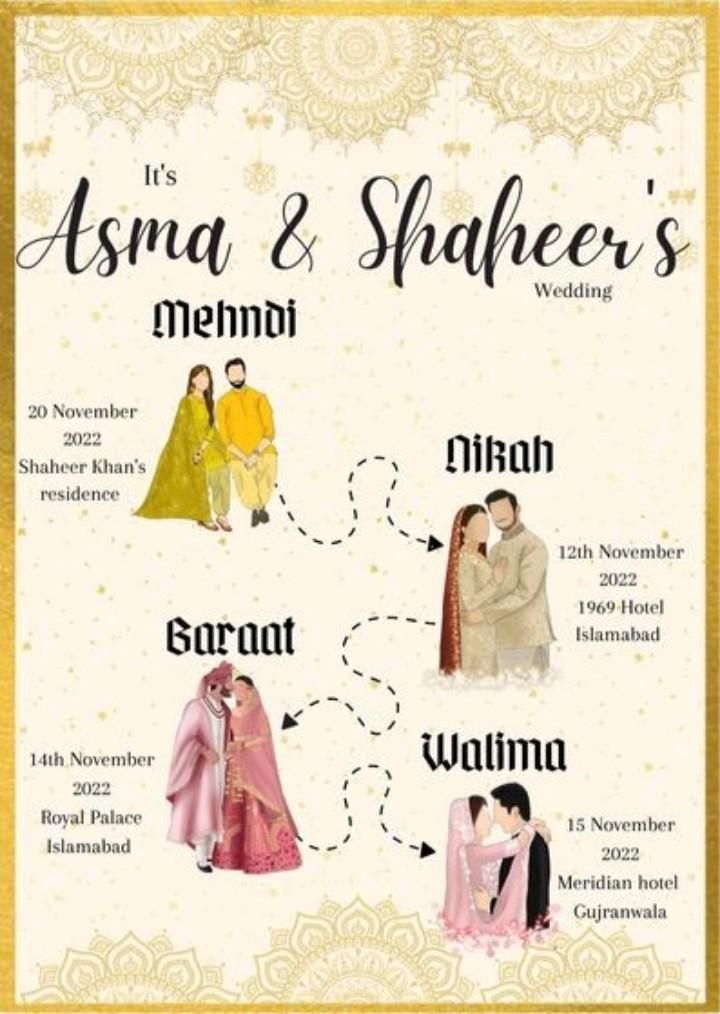 It's
Asma & Shaheer's
Wedding
Mehndi
20 November
2022
Shaheer Khan's
residence
Nikah
12th November
2022
1969 Hotel
Islamabad
Baraat
14th November
2022
Royal Palace
Islamabad
Walima
15 November
2022
Meridian hotel
Gujranwala